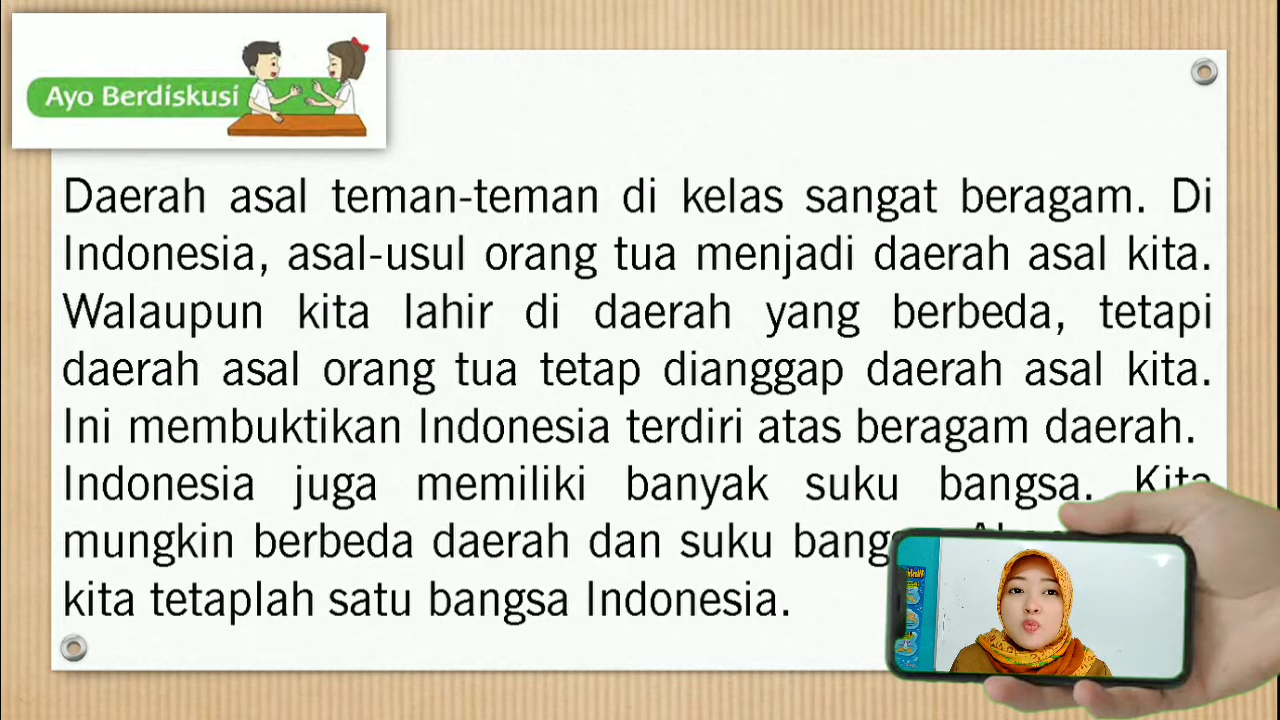 Ayo Berdiskusi
Daerah asal teman-teman di kelas sangat beragam. Di
Indonesia, asal-usul orang tua menjadi daerah asal kita.
Walaupun kita lahir di daerah yang berbeda, tetapi
daerah asal orang tua tetap dianggap daerah asal kita.
Ini membuktikan Indonesia terdiri atas beragam daerah.
Indonesia juga memiliki banyak suku bangsa. Kita
mungkin berbeda daerah dan suku
kita tetaplah satu bangsa Indonesia.